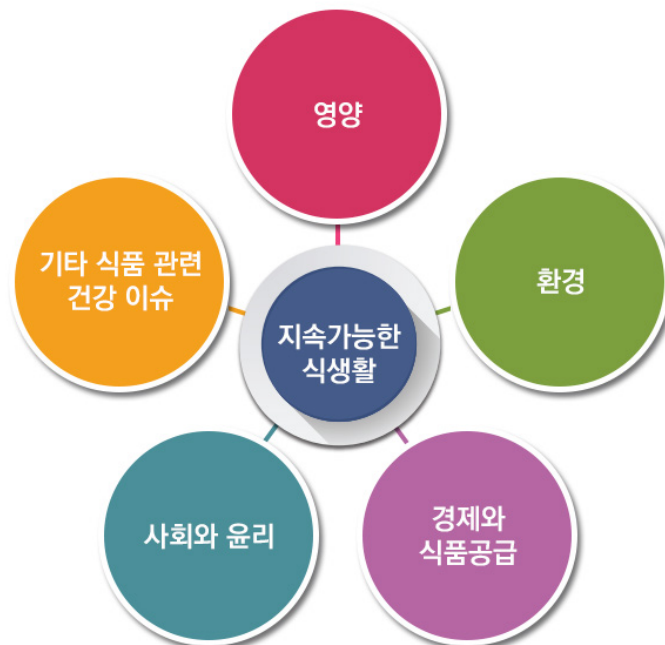 영양
기타 식품 관련
건강 이슈
환경
지속가능한
식생활
사회와 윤리
경제와
식품공급